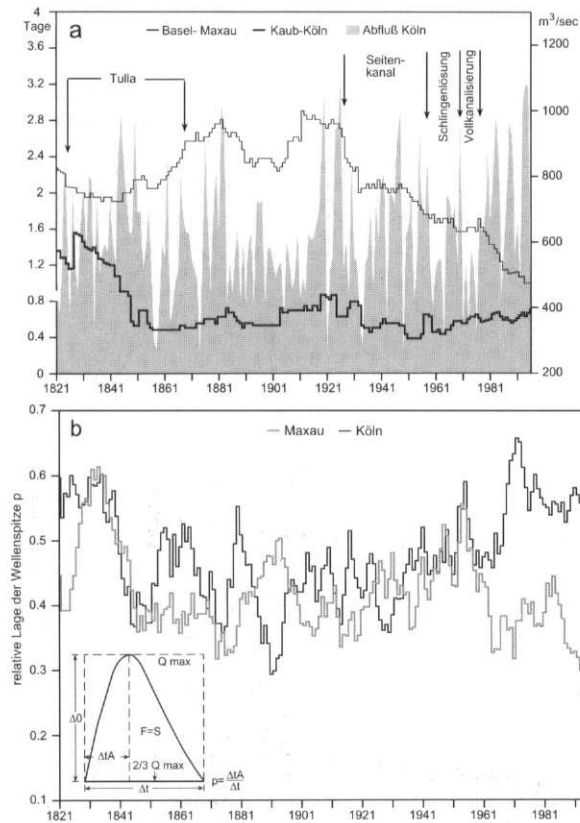 4
Tage
3.6
3.2
2.8
2.4
2.0
1.6
1.2
0.8
0.4
0
a
Basel- Maxau
Kaub-Köln
Abfluß Köln
m³/sec
1200
1000
800
600
400
200
Tulla
Seiten-
kanal
Schlingenlösung
Vollkanalisierung
1821 1841 1861 1881 1901 1921 1941 1961 1981
b
Maxau
Köln
relative Lage der Wellenspitze p
0.7
0.6
0.5
0.4
0.3
0.2
0.1
Q max
Δ0
F=S
ΔtA
2/3 Q max
Δt
p=ΔtA/Δt
1821 1841 1861 1881 1901 1921 1941 1961 1981